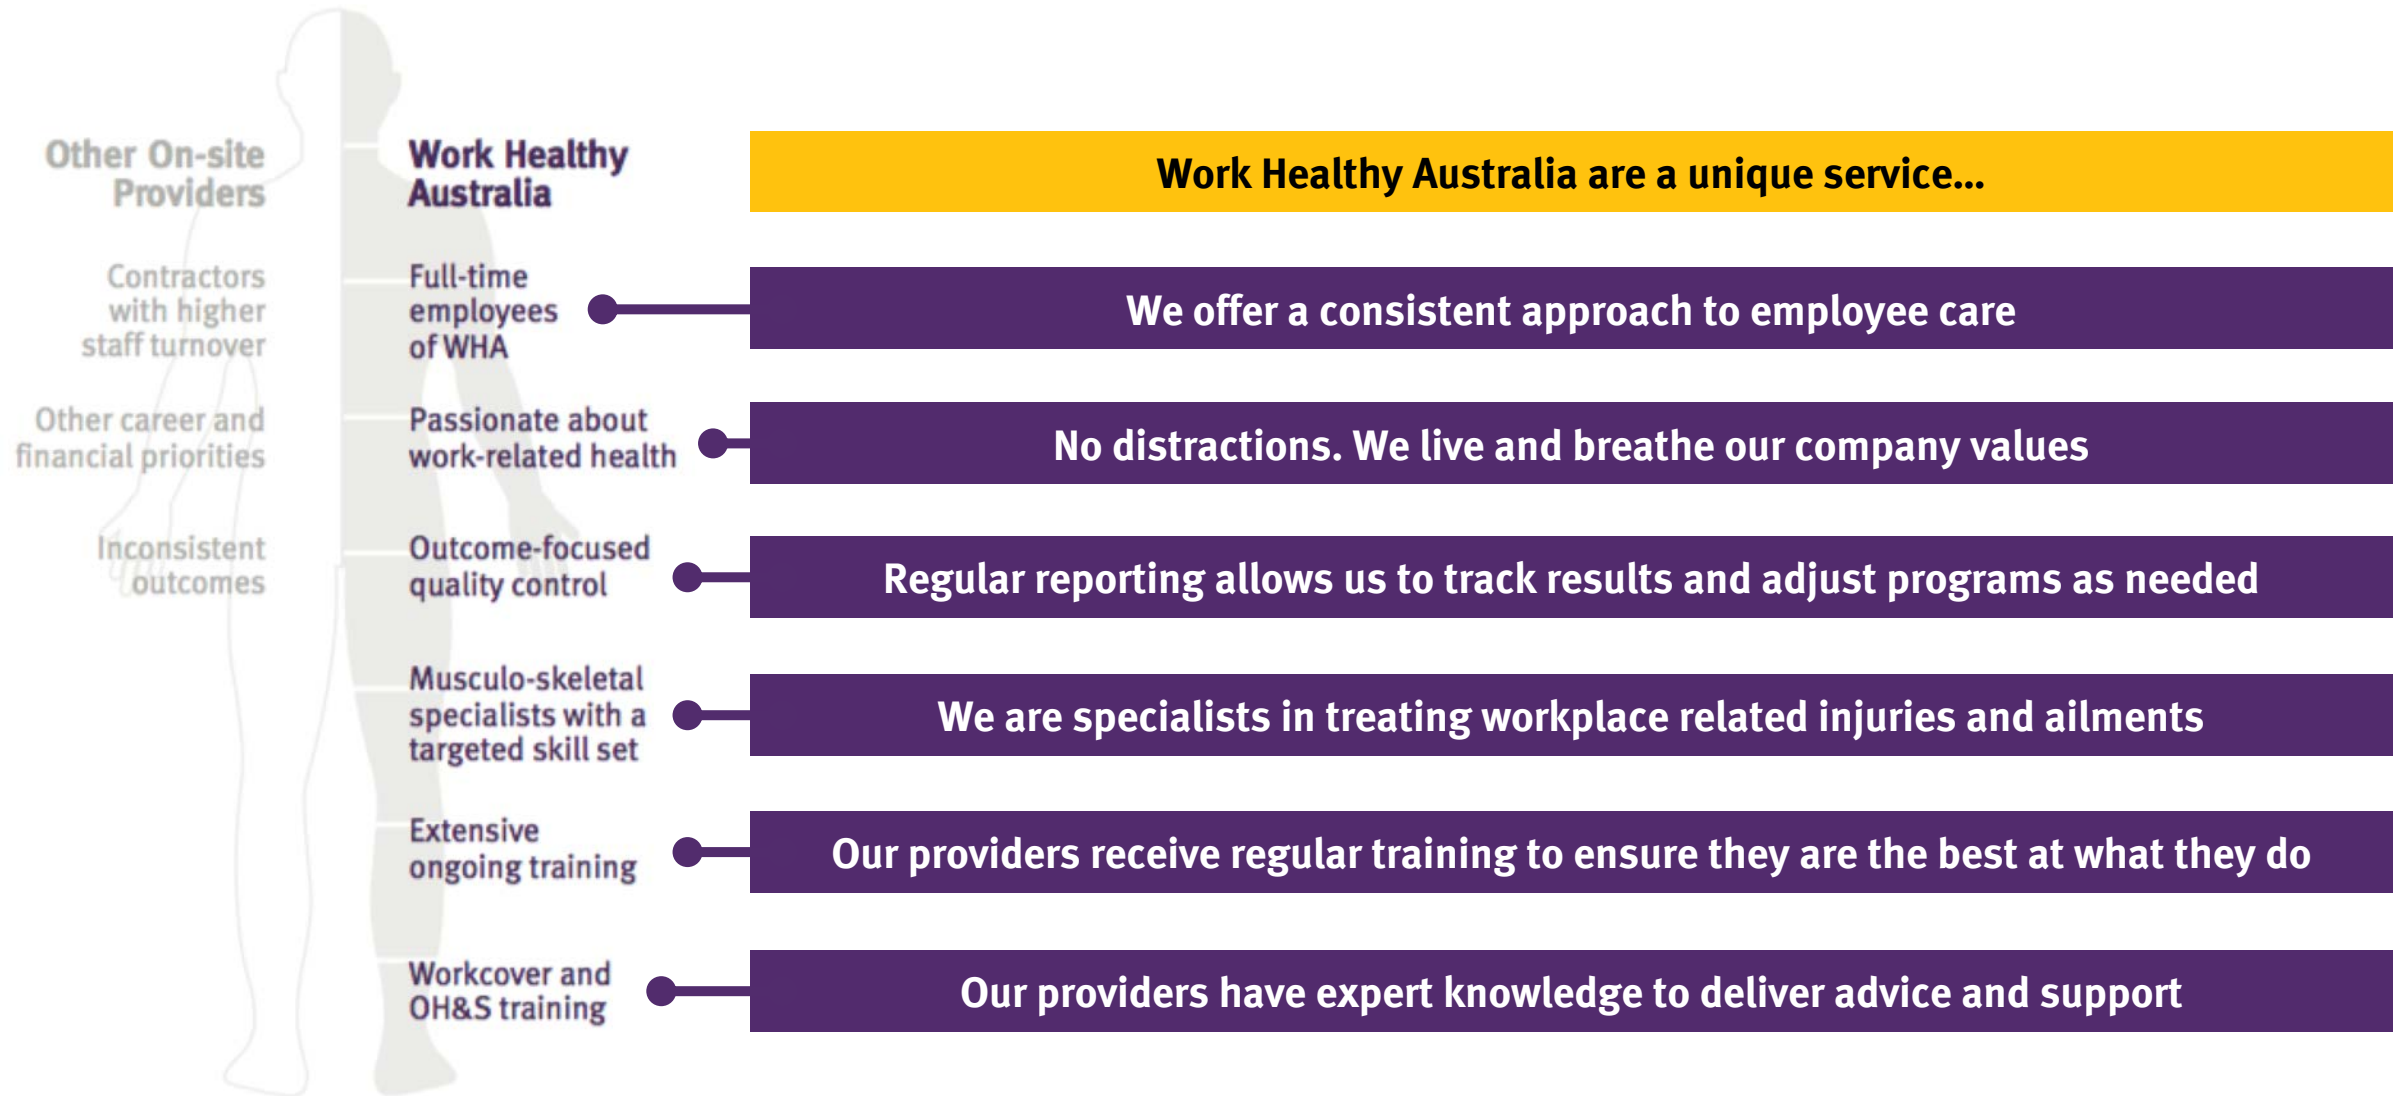 Other On-site
Providers
Work Healthy
Australia
Work Healthy Australia are a unique service...
Contractors
with higher
staff turnover
Full-time
employees
of WHA
We offer a consistent approach to employee care
Other career and
financial priorities
Passionate about
work-related health
No distractions. We live and breathe our company values
Inconsistent
outcomes
Outcome-focused
quality control
Regular reporting allows us to track results and adjust programs as needed
Musculo-skeletal
specialists with a
targeted skill set
We are specialists in treating workplace related injuries and ailments
Extensive
ongoing training
Our providers receive regular training to ensure they are the best at what they do
Workcover and
OH&S training
Our providers have expert knowledge to deliver advice and support